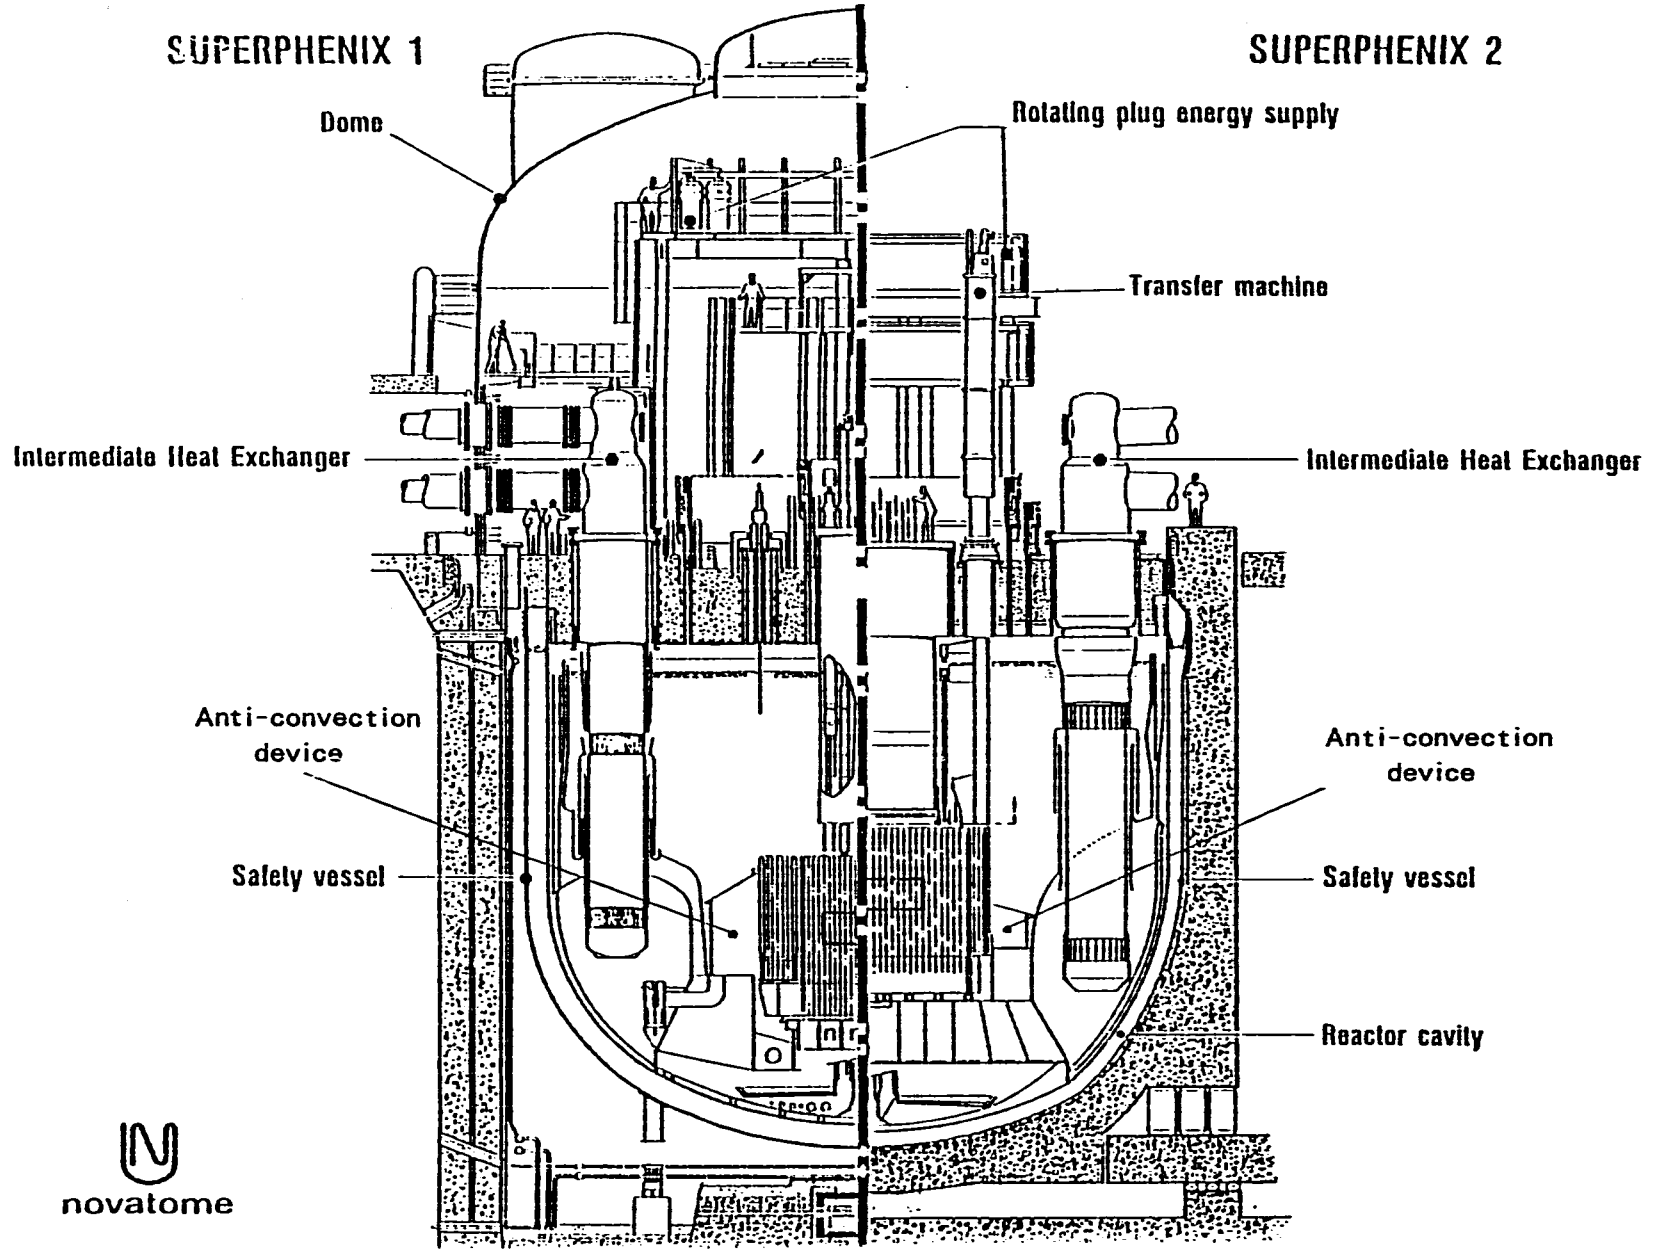 SUPERPHENIX 1
SUPERPHENIX 2
Rotating plug energy supply
Dome
Transfer machine
Intermediate Heat Exchanger
Intermediate Heat Exchanger
Anti-convection
device
Anti-convection
device
Safety vessel
Safety vessel
Reactor cavity
novatome